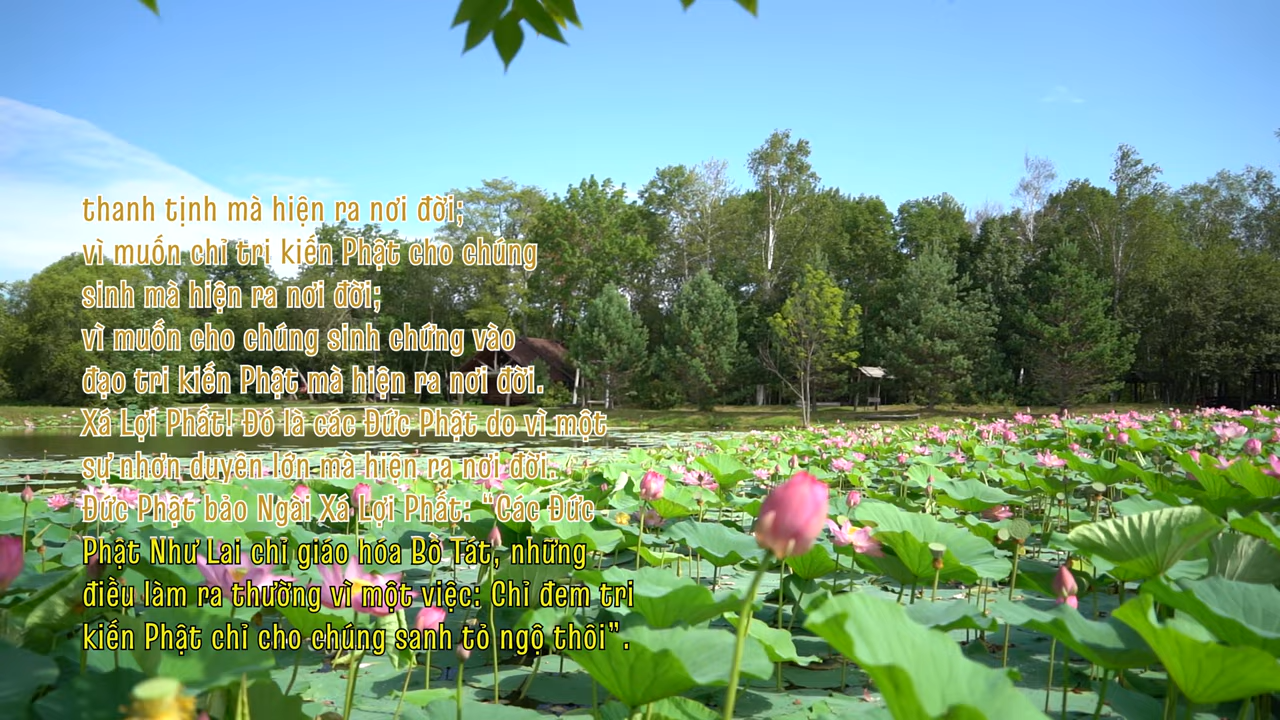 thanh tịnh mà hiện ra nơi đời;
vì muốn chỉ tri kiến Phật cho chúng
sinh mà hiện ra nơi đời;
vì muốn cho chúng sinh chứng vào
đạo tri kiến Phật mà hiện ra nơi đời.
Xá Lợi Phất! Đó là các Đức Phật do vì một
sự nhơn duyên lớn mà hiện ra nơi đời.
Đức Phật bảo Ngài Xá Lợi Phất: “Các Đức
Phật Như Lai chỉ giáo hóa Bồ Tát, những
điều làm ra thường vì một việc: Chỉ đem tri
kiến Phật chỉ cho chúng sanh tỏ ngộ thôi”.